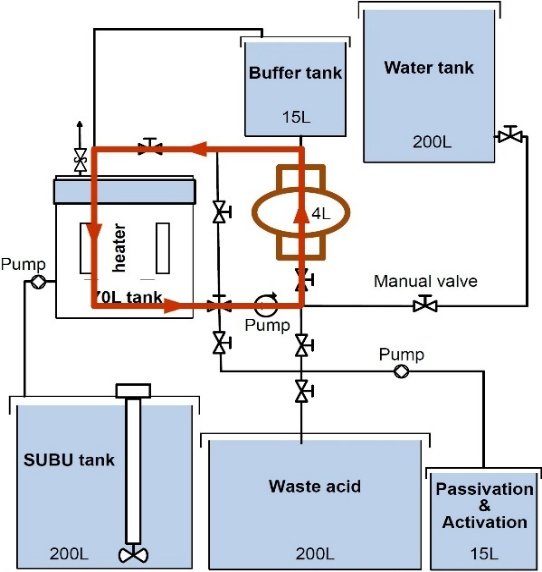 Buffer tank
15L
Water tank
200L
4L
heater
70L tank
Pump
Pump
Manual valve
Pump
SUBU tank
200L
Waste acid
200L
Passivation
&
Activation
15L